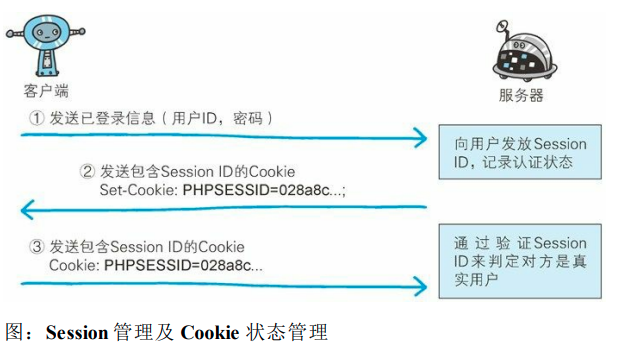 客户端
服务器
① 发送已登录信息（用户ID，密码）
向用户发放Session
ID，记录认证状态
② 发送包含Session ID的Cookie
Set-Cookie: PHPSESSID=028a8c…;
③ 发送包含Session ID的Cookie
Cookie: PHPSESSID=028a8c…
通过验证Session
ID来判定对方是真
实用户
图：Session 管理及 Cookie 状态管理